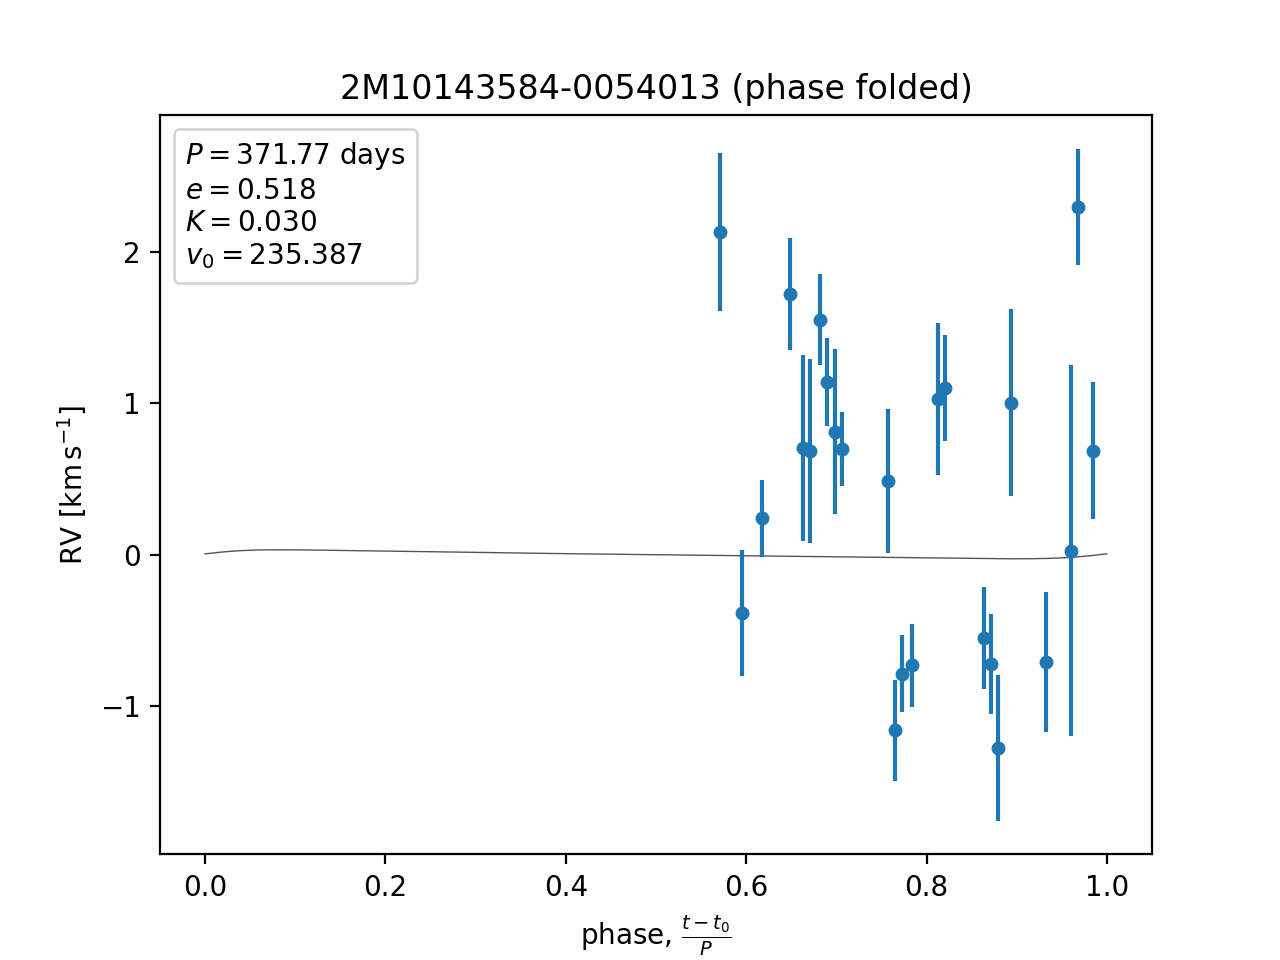 2M10143584-0054013 (phase folded)
P = 371.77 days
e = 0.518
K = 0.030
v₀ = 235.387
2
1
0
−1
RV [km s⁻¹]
0.0 0.2 0.4 0.6 0.8 1.0
phase, (t − t₀)/P